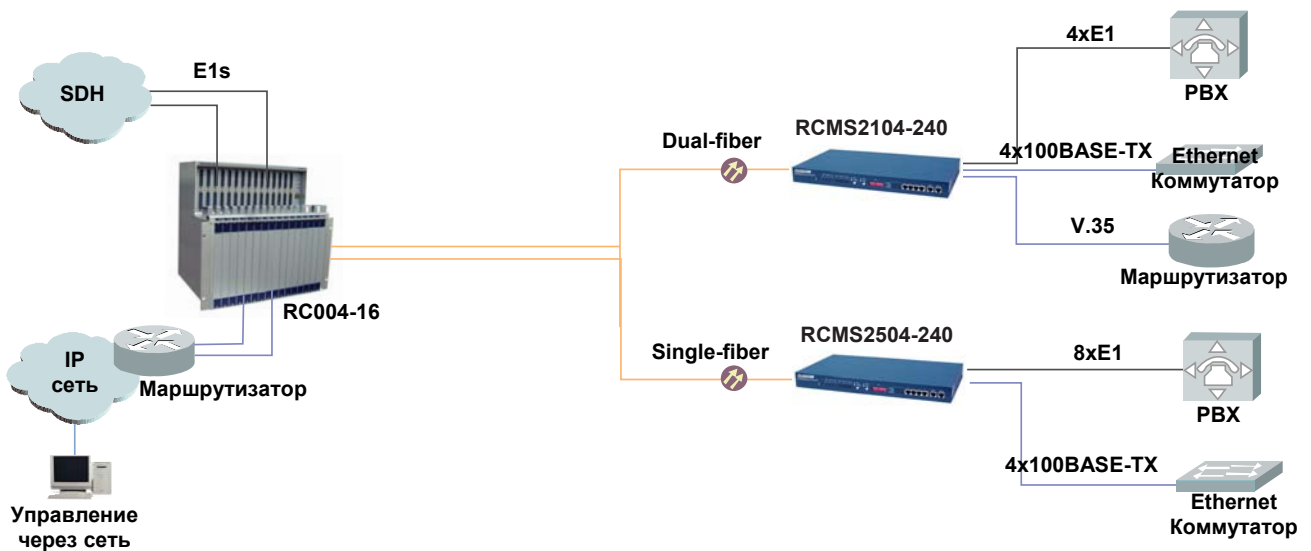 E1s
SDH
RC004-16
IP
сеть
Маршрутизатор
Управление
через сеть
Dual-fiber
RCMS2104-240
4xE1
PBX
4x100BASE-TX
Ethernet
Коммутатор
V.35
Маршрутизатор
Single-fiber
RCMS2504-240
8xE1
PBX
4x100BASE-TX
Ethernet
Коммутатор